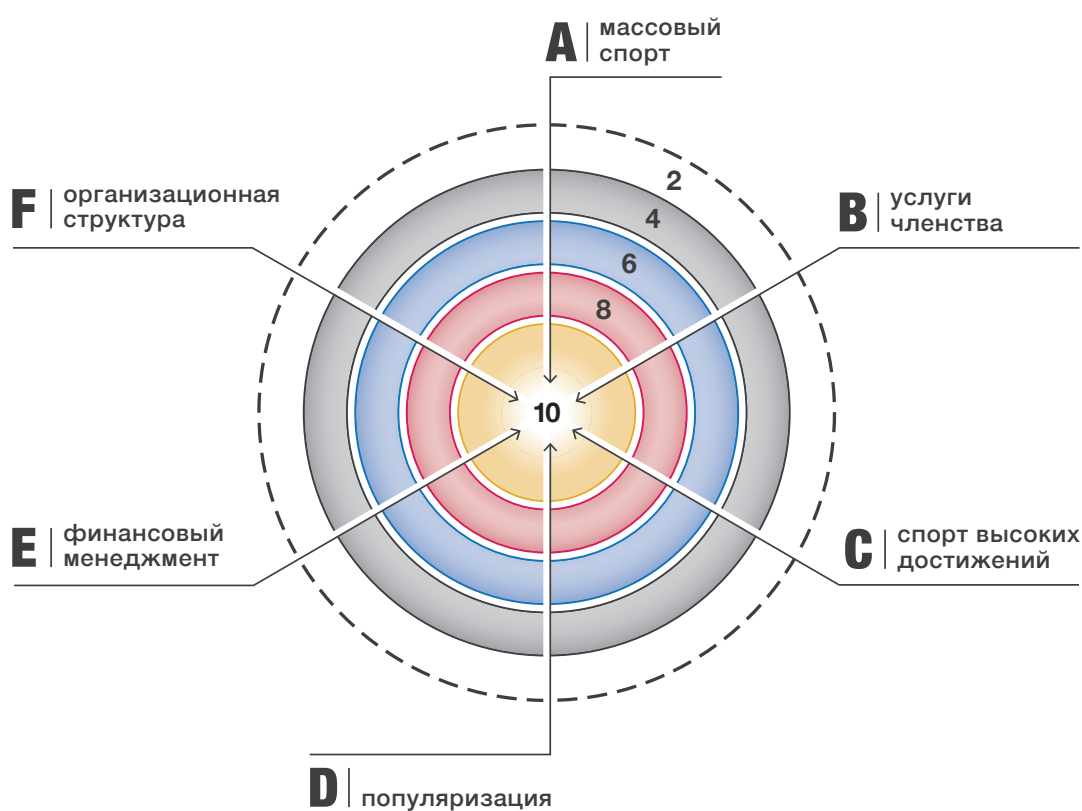 A массовый
спорт
F организационная
структура
B услуги
членства
2
4
6
8
10
E финансовый
менеджмент
C спорт высоких
достижений
D популяризация